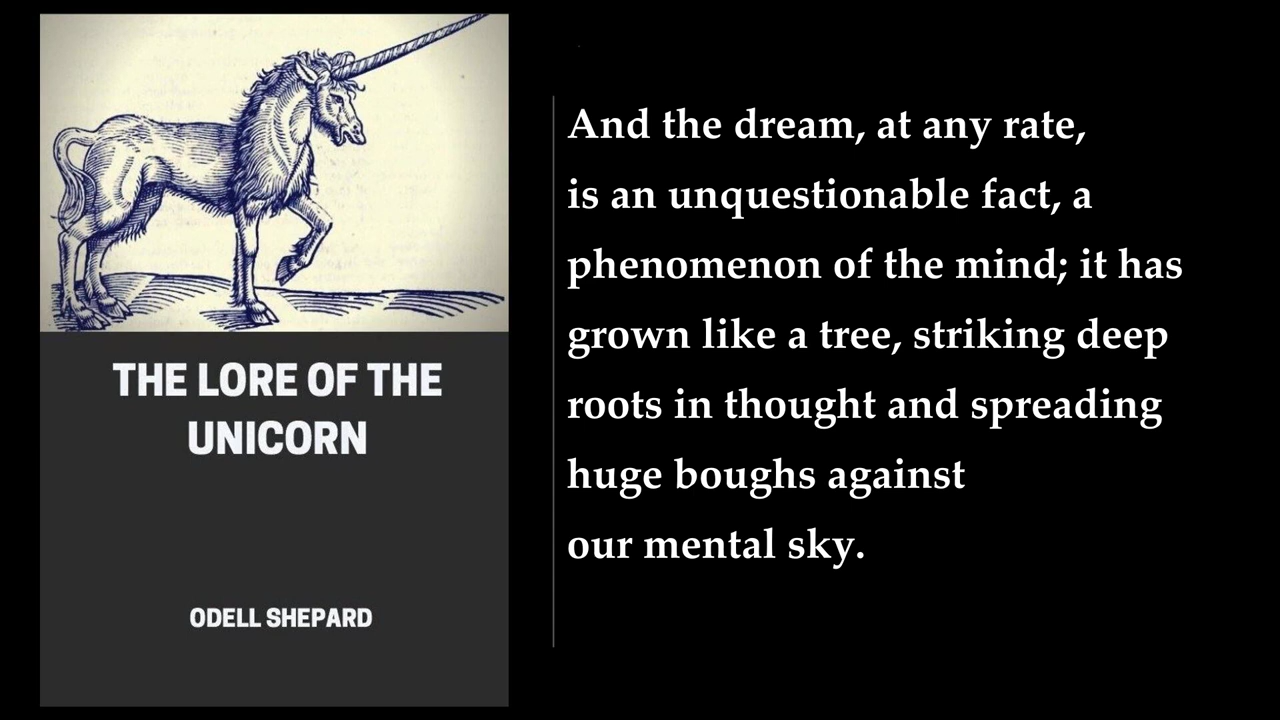 THE LORE OF THE
UNICORN
ODELL SHEPARD
And the dream, at any rate,
is an unquestionable fact, a
phenomenon of the mind; it has
grown like a tree, striking deep
roots in thought and spreading
huge boughs against
our mental sky.